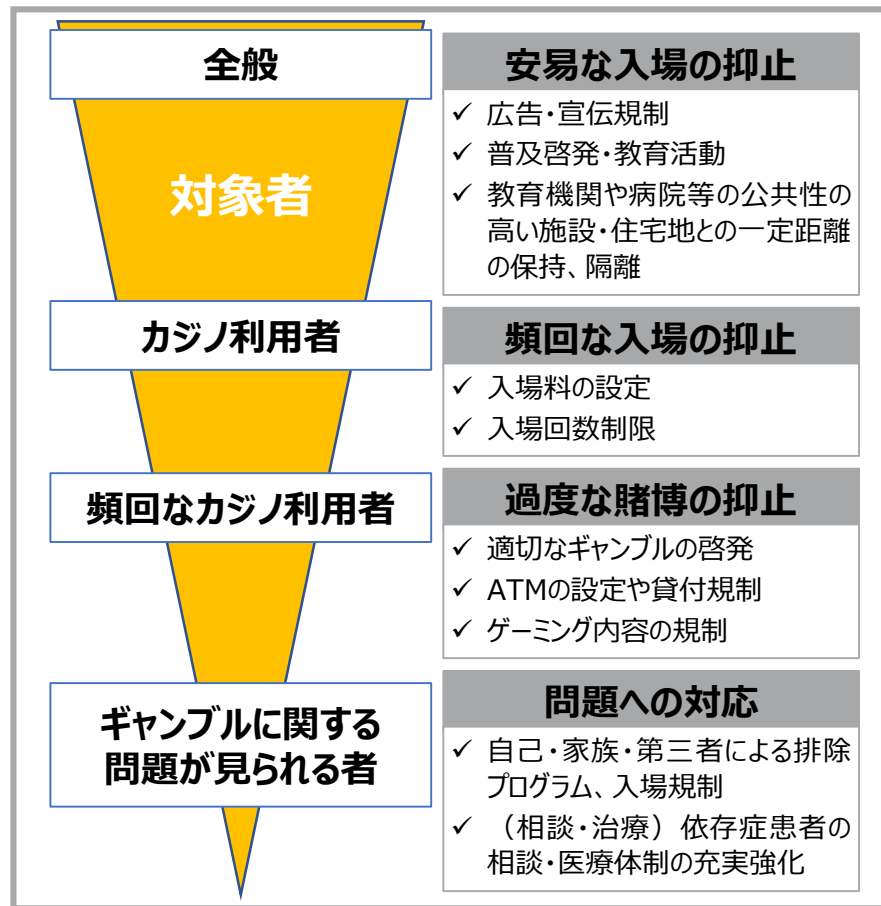 全般
対象者
カジノ利用者
頻回なカジノ利用者
ギャンブルに関する
問題が見られる者
安易な入場の抑止
✓ 広告・宣伝規制
✓ 普及啓発・教育活動
✓ 教育機関や病院等の公共性の
高い施設・住宅地との一定距離
の保持、隔離
頻回な入場の抑止
✓ 入場料の設定
✓ 入場回数制限
過度な賭博の抑止
✓ 適切なギャンブルの啓発
✓ ATMの設定や貸付規制
✓ ゲーミング内容の規制
問題への対応
✓ 自己・家族・第三者による排除
プログラム、入場規制
✓ （相談・治療）依存症患者の
相談・医療体制の充実強化